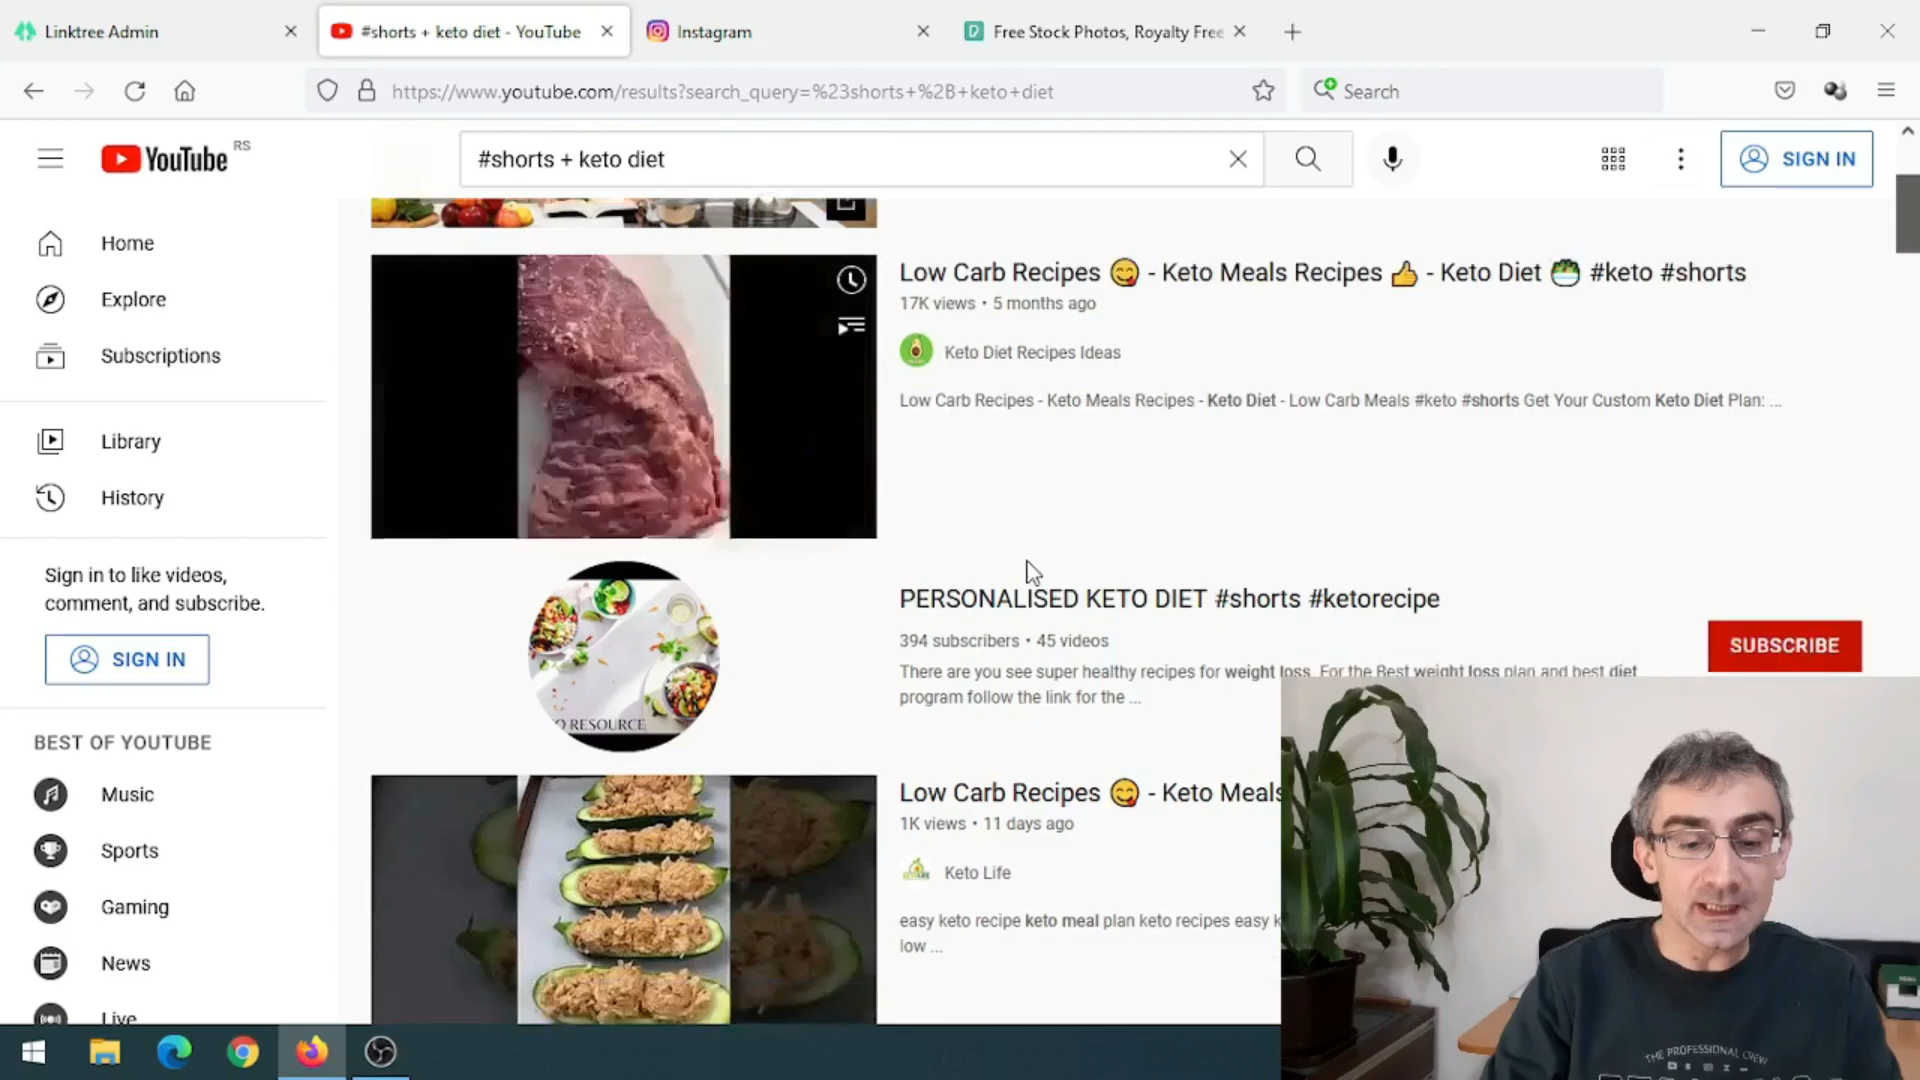 Linktree Admin
#shorts + keto diet - YouTube
Instagram
Free Stock Photos, Royalty Free
https://www.youtube.com/results?search_query=%23shorts+%2B+keto+diet
Search
YouTube RS
#shorts + keto diet
SIGN IN
Home
Explore
Subscriptions
Library
History
Sign in to like videos,
comment, and subscribe.
SIGN IN
BEST OF YOUTUBE
Music
Sports
Gaming
News
Live
Low Carb Recipes 😋 - Keto Meals Recipes 👍 - Keto Diet 🥗 #keto #shorts
17K views • 5 months ago
Keto Diet Recipes Ideas
Low Carb Recipes - Keto Meals Recipes - Keto Diet - Low Carb Meals #keto #shorts Get Your Custom Keto Diet Plan: ...
O RESOURCE
PERSONALISED KETO DIET #shorts #ketorecipe
394 subscribers • 45 videos
There are you see super healthy recipes for weight loss. For the Best weight loss plan and best diet
program follow the link for the ...
SUBSCRIBE
Low Carb Recipes 😋 - Keto Meals
1K views • 11 days ago
Keto Life
easy keto recipe keto meal plan keto recipes easy k
low ...
THE PROFESSIONAL CREW